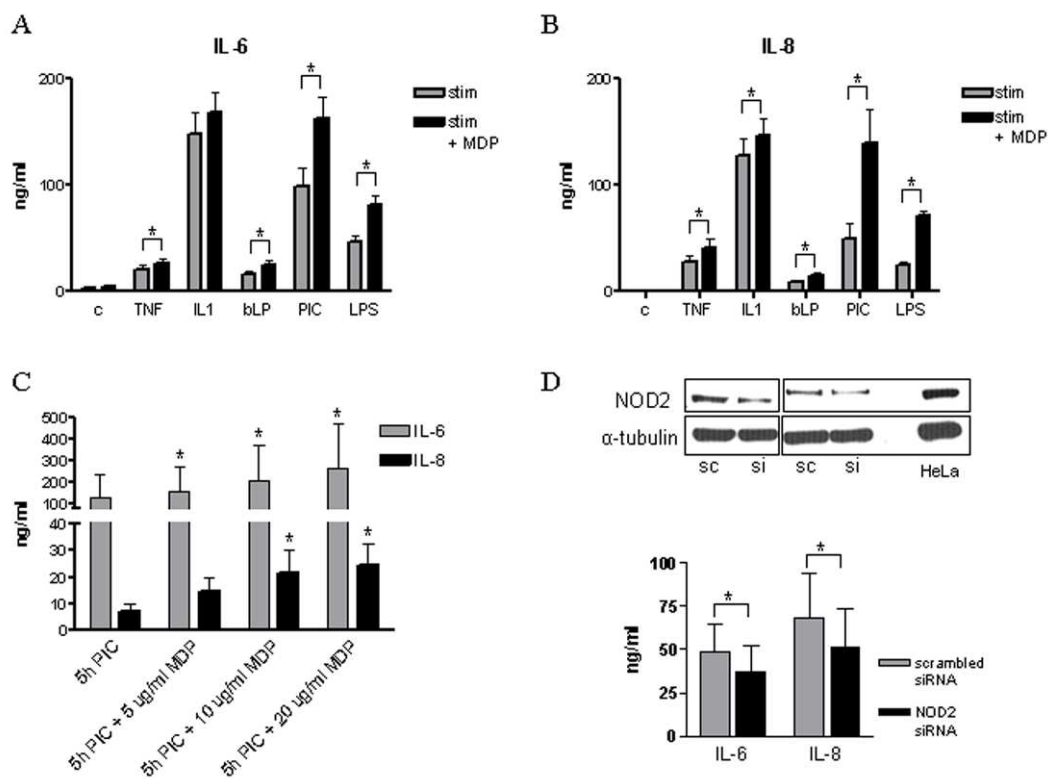 A
IL-6
200
100
0
ng/ml
c TNF IL1 bLP PIC LPS
* * * *
stim
stim
+ MDP
B
IL-8
200
100
0
ng/ml
c TNF IL1 bLP PIC LPS
* * * * *
stim
stim
+ MDP
C
500
400
300
200
100
40
30
20
10
0
ng/ml
* * *
* *
IL-6
IL-8
5h PIC
5h PIC + 5 ug/ml MDP
5h PIC + 10 ug/ml MDP
5h PIC + 20 ug/ml MDP
D
NOD2
α-tubulin
sc si sc si HeLa
100
75
50
25
0
ng/ml
* *
IL-6 IL-8
scrambled
siRNA
NOD2
siRNA